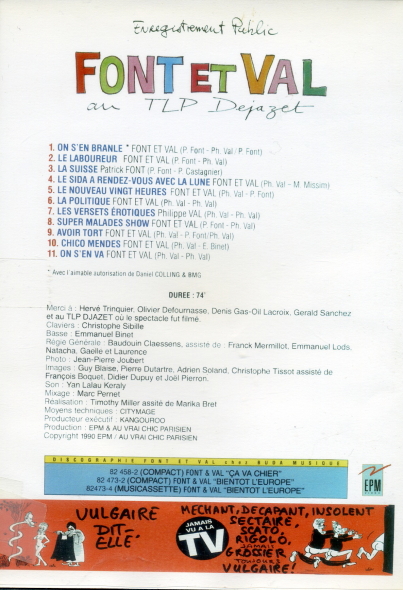 Enregistrement Public
FONT ET VAL
au TLP Dejazet
1. ON S'EN BRANLE * FONT ET VAL (P. Font - Ph. Val / P. Font)
2. LE LABOUREUR FONT ET VAL (P. Font - Ph. Val)
3. LA SUISSE Patrick FONT (P. Font - P. Castagnier)
4. LE SIDA A RENDEZ-VOUS AVEC LA LUNE FONT ET VAL (Ph. Val - M. Missim)
5. LE NOUVEAU VINGT HEURES FONT ET VAL (Ph. Val - P. Font)
6. LA POLITIQUE FONT ET VAL (Ph. Val - Ph. Val)
7. LES VERSETS ÉROTIQUES Philippe VAL (Ph. Val - Ph. Val)
8. SUPER MALADES SHOW FONT ET VAL (P. Font - Ph. Val)
9. AVOIR TORT FONT ET VAL (Ph. Val - P. Font/Ph. Val)
10. CHICO MENDES FONT ET VAL (Ph. Val - E. Binet)
11. ON S'EN VA FONT ET VAL (Ph. Val - Ph. Val)
* Avec l'aimable autorisation de Daniel COLLING & BMG
DUREE : 74'
Merci à : Hervé Trinquier, Olivier Defournasse, Denis Gas-Oil Lacroix, Gerald Sanchez
et au TLP DJAZET où le spectacle fut filmé.
Claviers : Christophe Sibille
Basse : Emmanuel Binet
Régie Générale : Baudouin Claessens, assisté de : Franck Mermillot, Emmanuel Lods,
Natacha, Gaelle et Laurence
Photo : Jean-Pierre Joubert
Images : Guy Blaise, Pierre Dutartre, Adrien Soland, Christophe Tissot assisté de
François Boquet, Didier Dupuy et Joël Pierron.
Son : Yan Lalau Keraly
Mixage : Marc Pernet
Réalisation : Timothy Miller assité de Marika Bret
Moyens techniques : CITYMAGE
Producteur exécutif : KANGOUROO
Production : EPM & AU VRAI CHIC PARISIEN
Copyright 1990 EPM / AU VRAI CHIC PARISIEN
DISCOGRAPHIE FONT ET VAL chez BUDA MUSIQUE
82 458-2 (COMPACT) FONT & VAL "ÇA VA CHIER"
82 473-2 (COMPACT) FONT & VAL "BIENTOT L'EUROPE"
82473-4 (MUSICASSETTE) FONT & VAL "BIENTOT L'EUROPE"
EPM
VULGAIRE
DIT-
ELLE
JAMAIS
VU A LA
TV
MECHANT, DECAPANT, INSOLENT
SECTAIRE,
SCATO
RIGOLO,
JAMAIS
GROSSIER
TOUJOURS
VULGAIRE!